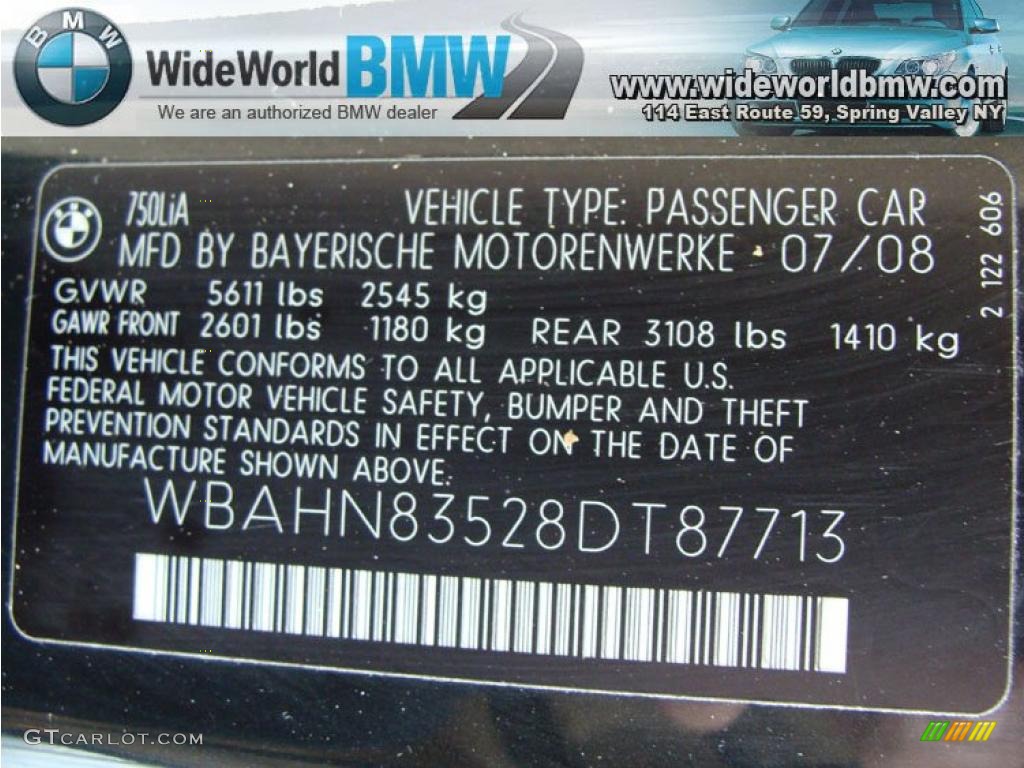 BMW
WideWorld BMW
We are an authorized BMW dealer
www.wideworldbmw.com
114 East Route 59, Spring Valley NY
750LiA VEHICLE TYPE: PASSENGER CAR
MFD BY BAYERISCHE MOTORENWERKE - 07/08
2 122 606
GVWR 5611 lbs 2545 kg
GAWR FRONT 2601 lbs 1180 kg REAR 3108 lbs 1410 kg
THIS VEHICLE CONFORMS TO ALL APPLICABLE U.S.
FEDERAL MOTOR VEHICLE SAFETY, BUMPER AND THEFT
PREVENTION STANDARDS IN EFFECT ON THE DATE OF
MANUFACTURE SHOWN ABOVE.
WBAHN83528DT87713
GTCARLOT.COM